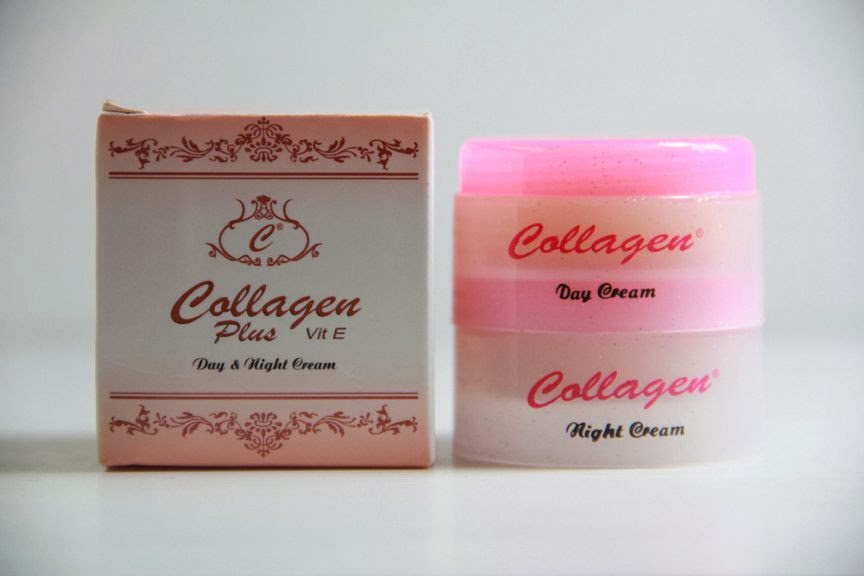 C®
Collagen
Plus Vit E
Day & Night Cream
Collagen®
Day Cream
Collagen®
Night Cream